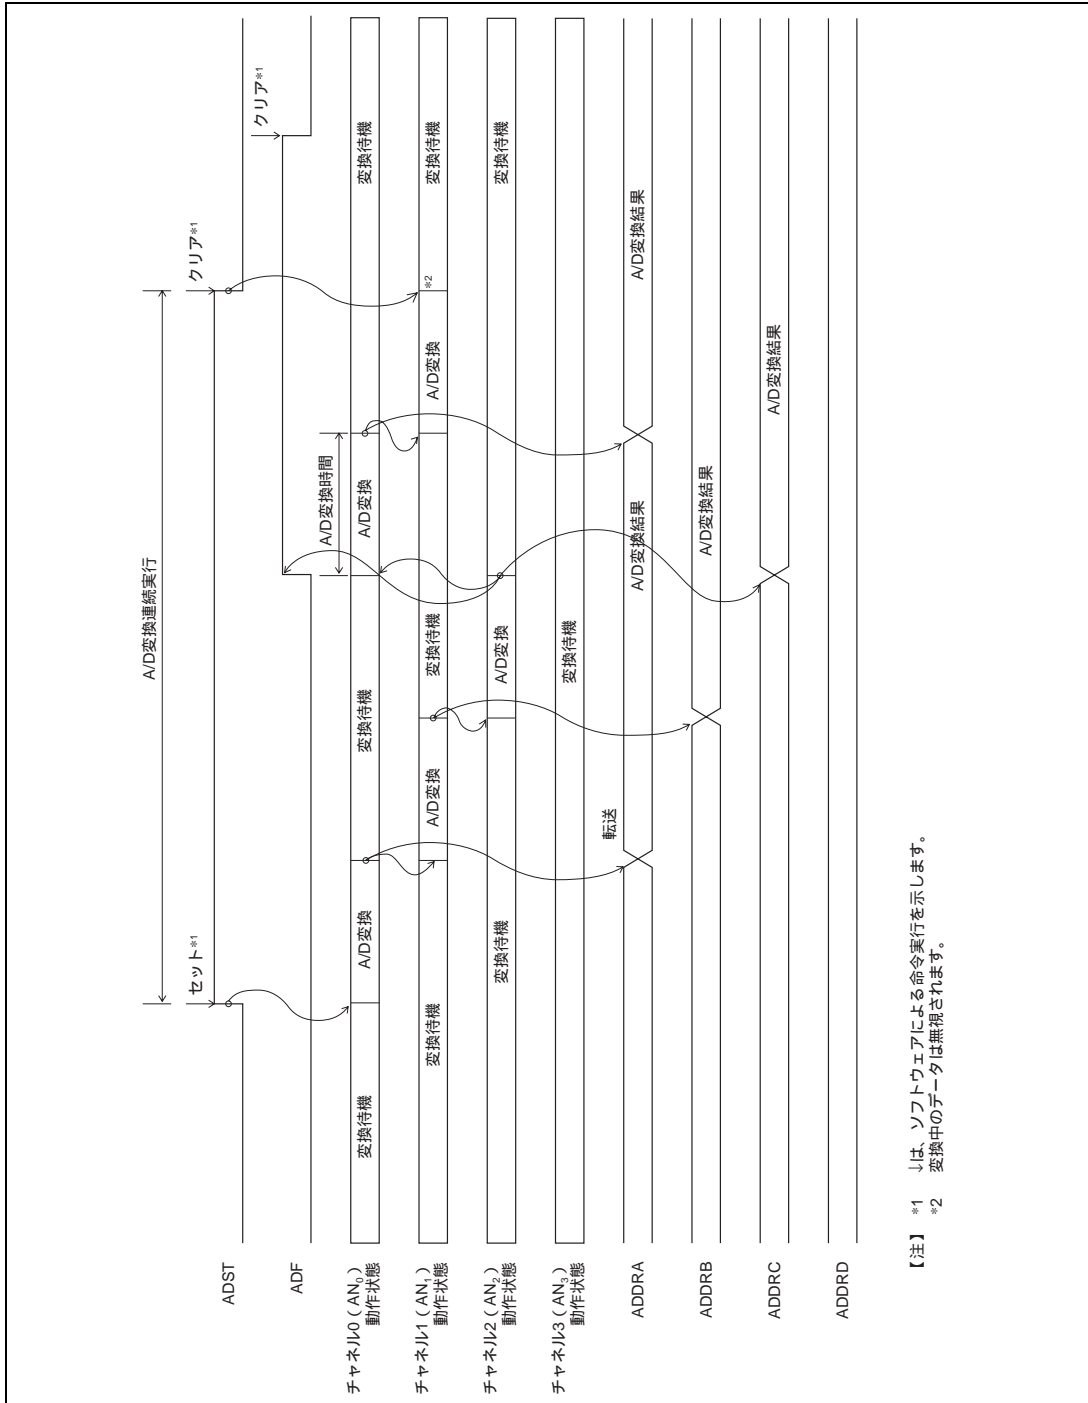 A/D変換連続実行
セット*1
クリア*1
ADST
クリア*1
ADF
A/D変換時間
チャネル0(AN0)
動作状態
変換待機
A/D変換
変換待機
A/D変換
変換待機
チャネル1(AN1)
動作状態
変換待機
A/D変換
変換待機
A/D変換
*2
変換待機
チャネル2(AN2)
動作状態
変換待機
A/D変換
変換待機
チャネル3(AN3)
動作状態
変換待機
転送
ADDRA
A/D変換結果
A/D変換結果
ADDRB
A/D変換結果
ADDRC
A/D変換結果
ADDRD
【注】 *1 ↓は、ソフトウェアによる命令実行を示します。
*2 変換中のデータは無視されます。